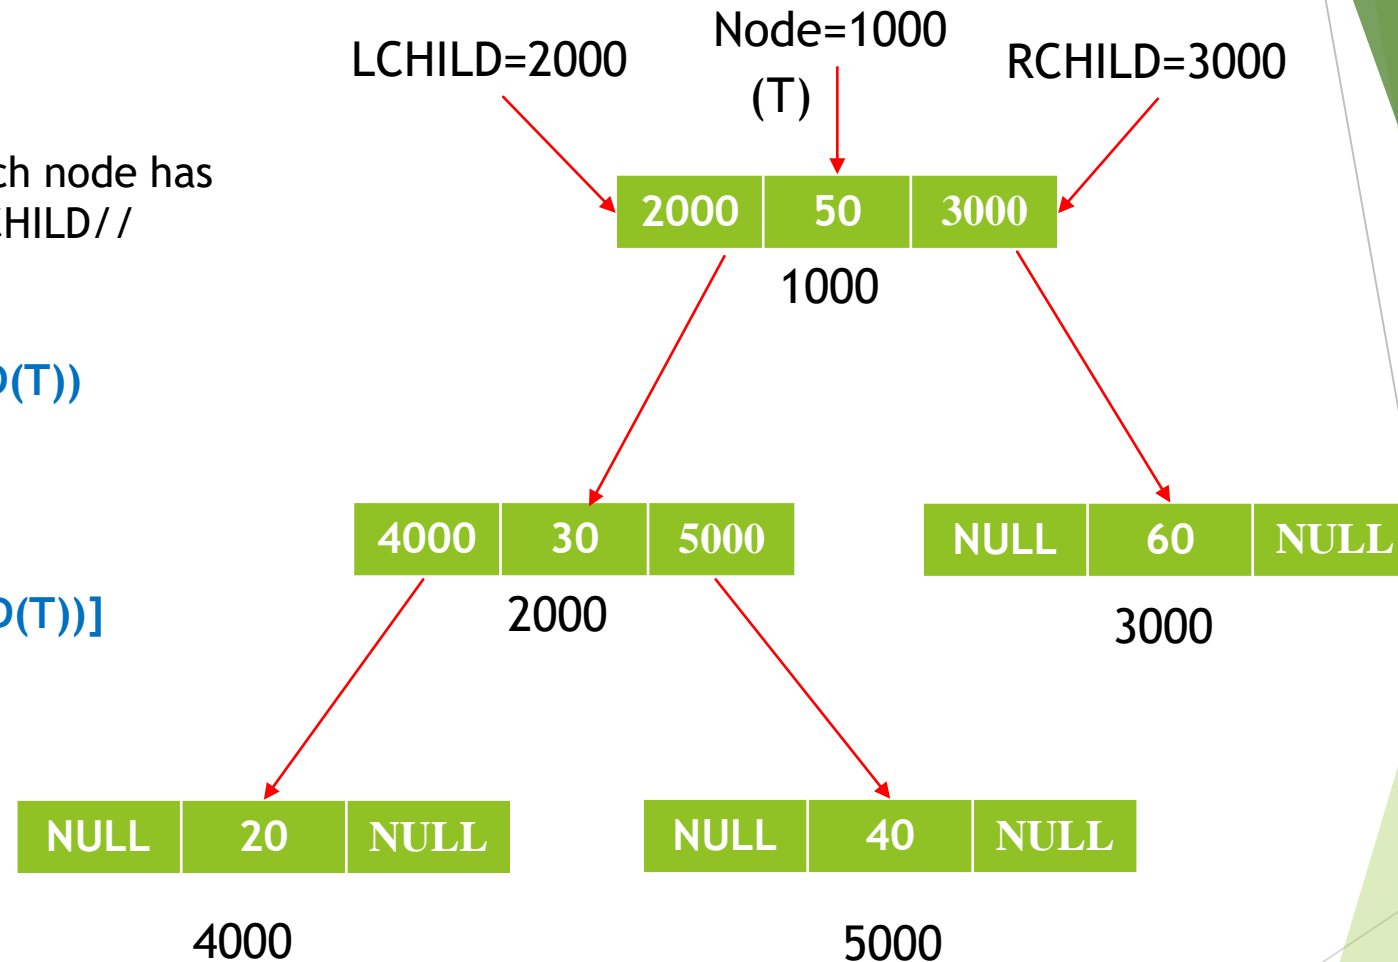 Node=1000
LCHILD=2000
RCHILD=3000
(T)
ch node has
CHILD//
2000 50 3000
1000
D(T))
4000 30 5000
NULL 60 NULL
D(T))]
2000
3000
NULL 20 NULL
NULL 40 NULL
4000
5000